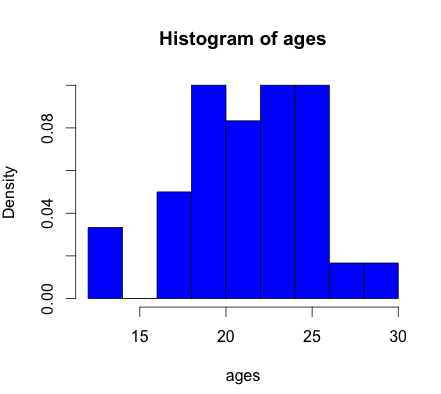 Histogram of ages
Density
0.08
0.04
0.00
15 20 25 30
ages